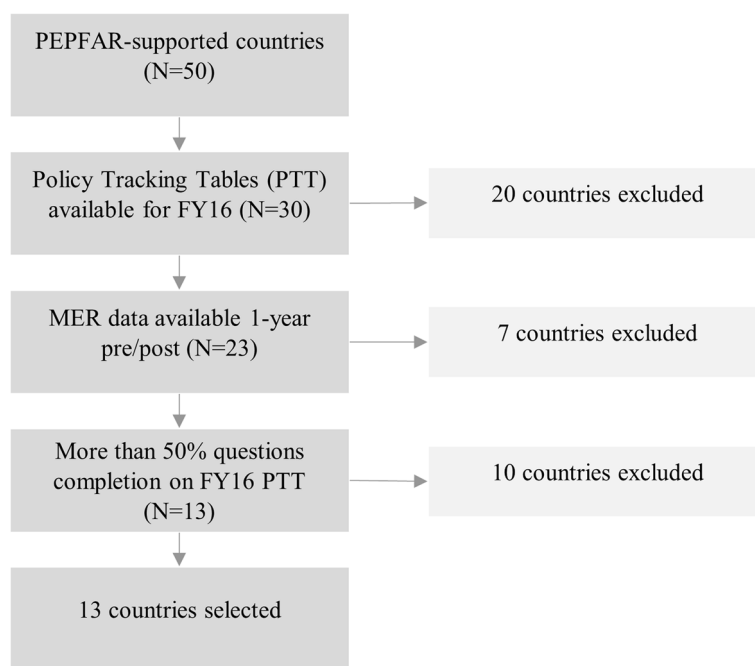 PEPFAR-supported countries
(N=50)
Policy Tracking Tables (PTT)
available for FY16 (N=30)
20 countries excluded
MER data available 1-year
pre/post (N=23)
7 countries excluded
More than 50% questions
completion on FY16 PTT
(N=13)
10 countries excluded
13 countries selected